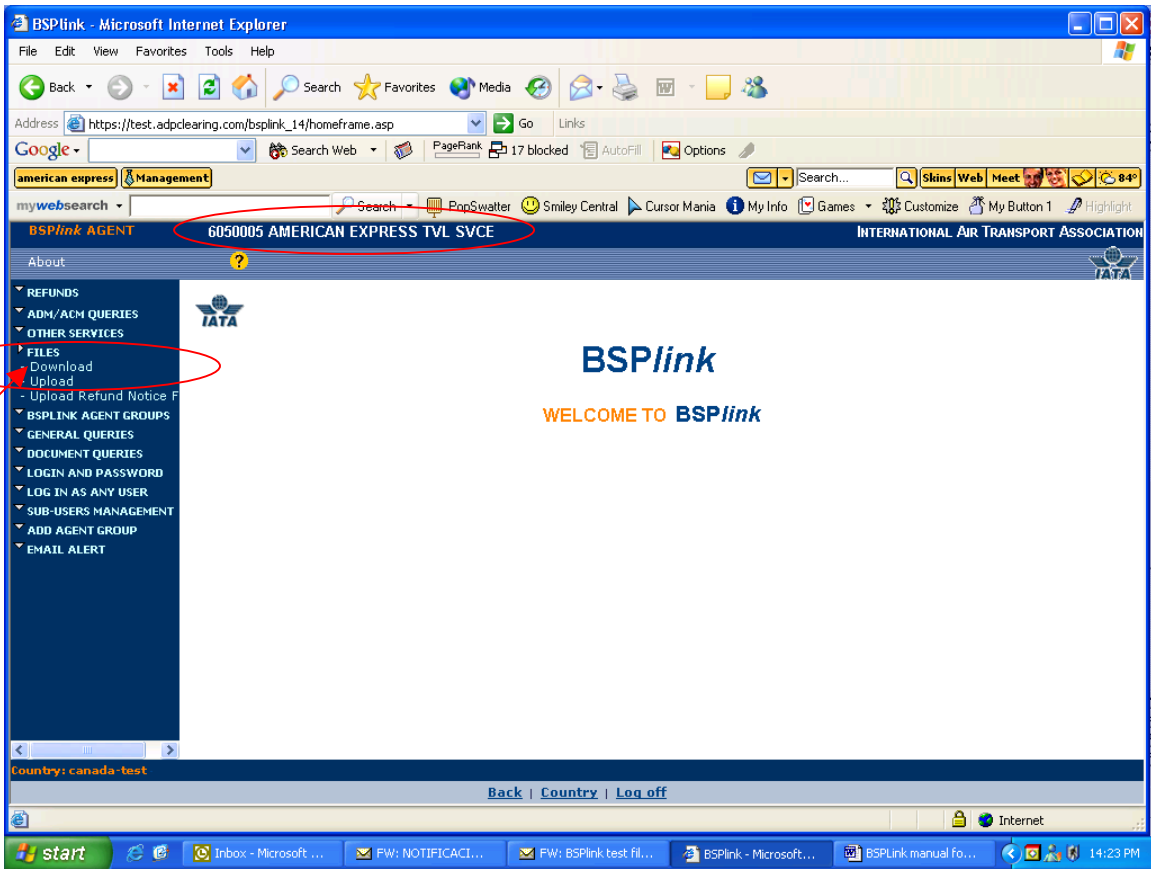 BSPlink - Microsoft Internet Explorer
File Edit View Favorites Tools Help
Back Search Favorites Media
Address https://test.adpclearing.com/bsplink_14/homeframe.asp Go Links
Google Search Web PageRank 17 blocked AutoFill Options
american express Management Search... Skins Web Meet 84°
mywebsearch Search PopSwatter Smiley Central Cursor Mania My Info Games Customize My Button 1 Highlight
BSPlink AGENT 6050005 AMERICAN EXPRESS TVL SVCE INTERNATIONAL AIR TRANSPORT ASSOCIATION
About ? IATA
REFUNDS
ADM/ACM QUERIES
OTHER SERVICES
FILES
- Download
- Upload
- Upload Refund Notice F
BSPLINK AGENT GROUPS
GENERAL QUERIES
DOCUMENT QUERIES
LOGIN AND PASSWORD
LOG IN AS ANY USER
SUB-USERS MANAGEMENT
ADD AGENT GROUP
EMAIL ALERT
IATA
BSPlink
WELCOME TO BSPlink
Country: canada-test
Back | Country | Log off
Internet
start Inbox - Microsoft ... FW: NOTIFICACI... FW: BSPlink test fil... BSPlink - Microsoft... BSPLink manual fo... 14:23 PM